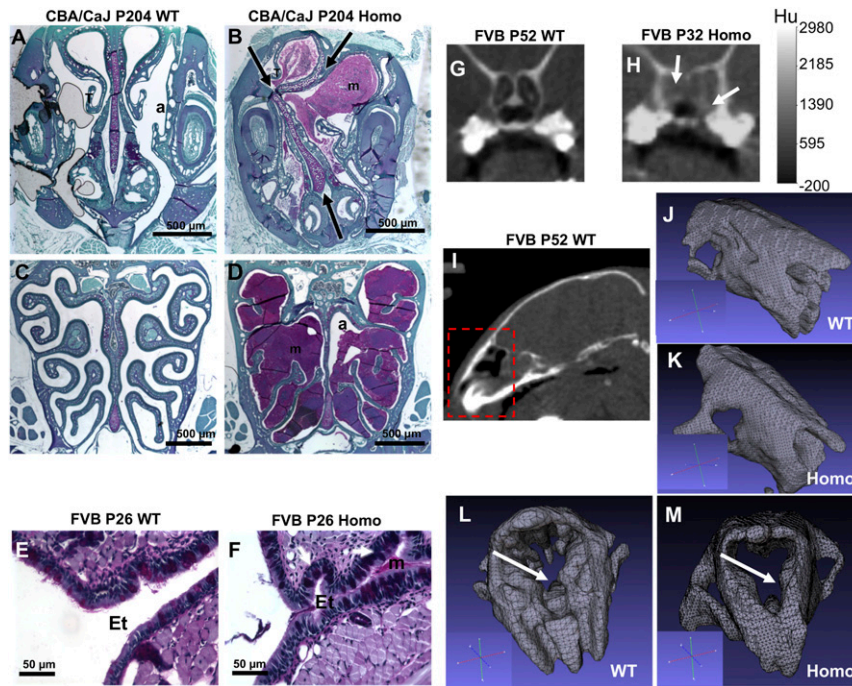 CBA/CaJ P204 WT
CBA/CaJ P204 Homo
A
T
a
500 µm
B
T
m
500 µm
C
500 µm
D
a
m
500 µm
FVB P26 WT
FVB P26 Homo
E
Et
50 µm
F
m
Et
50 µm
FVB P52 WT
FVB P32 Homo
G
H
Hu
2980
2185
1390
595
-200
FVB P52 WT
I
J
WT
K
Homo
L
WT
M
Homo